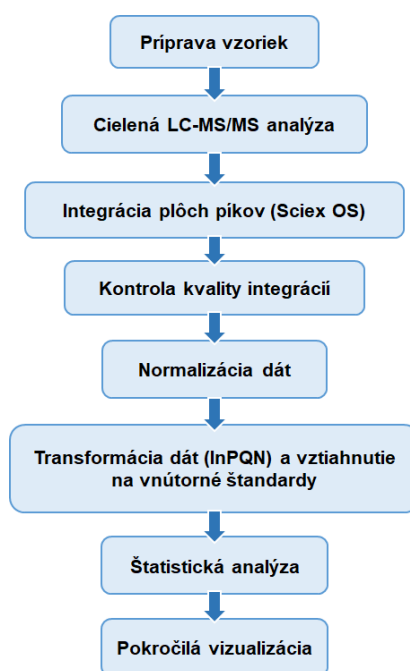 Príprava vzoriek
Cielená LC-MS/MS analýza
Integrácia plôch píkov (Sciex OS)
Kontrola kvality integrácií
Normalizácia dát
Transformácia dát (lnPQN) a vztiahnutie
na vnútorné štandardy
Štatistická analýza
Pokročilá vizualizácia